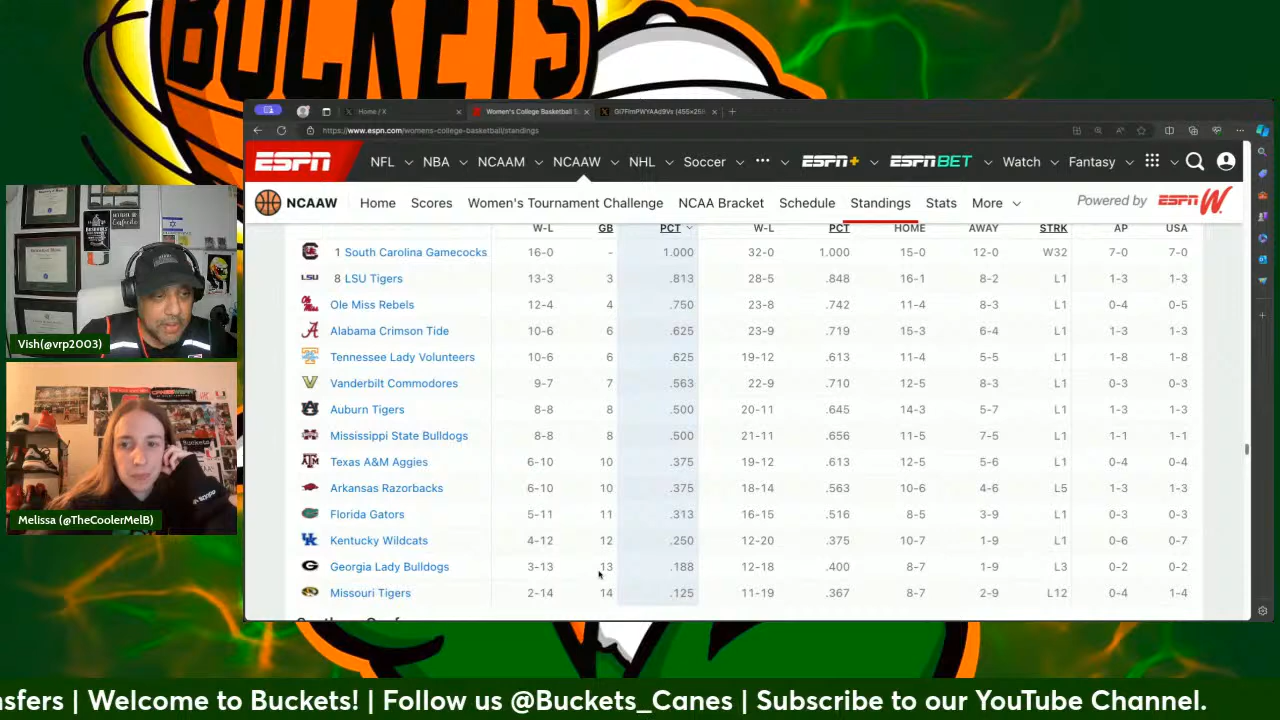 BUCKETS
Home / X
Women's College Basketball S
https://www.espn.com/womens-college-basketball/standings
ESPN NFL NBA NCAAM NCAAW NHL Soccer ••• ESPN+ ESPN BET Watch Fantasy
NCAAW Home Scores Women's Tournament Challenge NCAA Bracket Schedule Standings Stats More Powered by ESPN W
W-L GB PCT W-L PCT HOME AWAY STRK AP USA
1 South Carolina Gamecocks 16-0 - 1.000 32-0 1.000 15-0 12-0 W32 7-0 7-0
LSU 8 LSU Tigers 13-3 3 .813 28-5 .848 16-1 8-2 L1 1-3 1-3
Ole Miss Ole Miss Rebels 12-4 4 .750 23-8 .742 11-4 8-3 L1 0-4 0-5
Alabama Crimson Tide 10-6 6 .625 23-9 .719 15-3 6-4 L1 1-3 1-3
Tennessee Lady Volunteers 10-6 6 .625 19-12 .613 11-4 5-5 L1 1-8 1-8
Vanderbilt Commodores 9-7 7 .563 22-9 .710 12-5 8-3 L1 0-3 0-3
Auburn Tigers 8-8 8 .500 20-11 .645 14-3 5-7 L1 1-3 1-3
Mississippi State Bulldogs 8-8 8 .500 21-11 .656 11-5 7-5 L1 1-1 1-1
Texas A&M Aggies 6-10 10 .375 19-12 .613 12-5 5-6 L1 0-4 0-4
Arkansas Razorbacks 6-10 10 .375 18-14 .563 10-6 4-6 L5 1-3 1-3
Florida Gators 5-11 11 .313 16-15 .516 8-5 3-9 L1 0-3 0-3
Kentucky Wildcats 4-12 12 .250 12-20 .375 10-7 1-9 L1 0-6 0-7
Georgia Lady Bulldogs 3-13 13 .188 12-18 .400 8-7 1-9 L3 0-2 0-2
Missouri Tigers 2-14 14 .125 11-19 .367 8-7 2-9 L12 0-4 1-4
Vish(@vrp2003)
Melissa (@TheCoolerMelB)
nsfers | Welcome to Buckets! | Follow us @Buckets_Canes | Subscribe to our YouTube Channel.